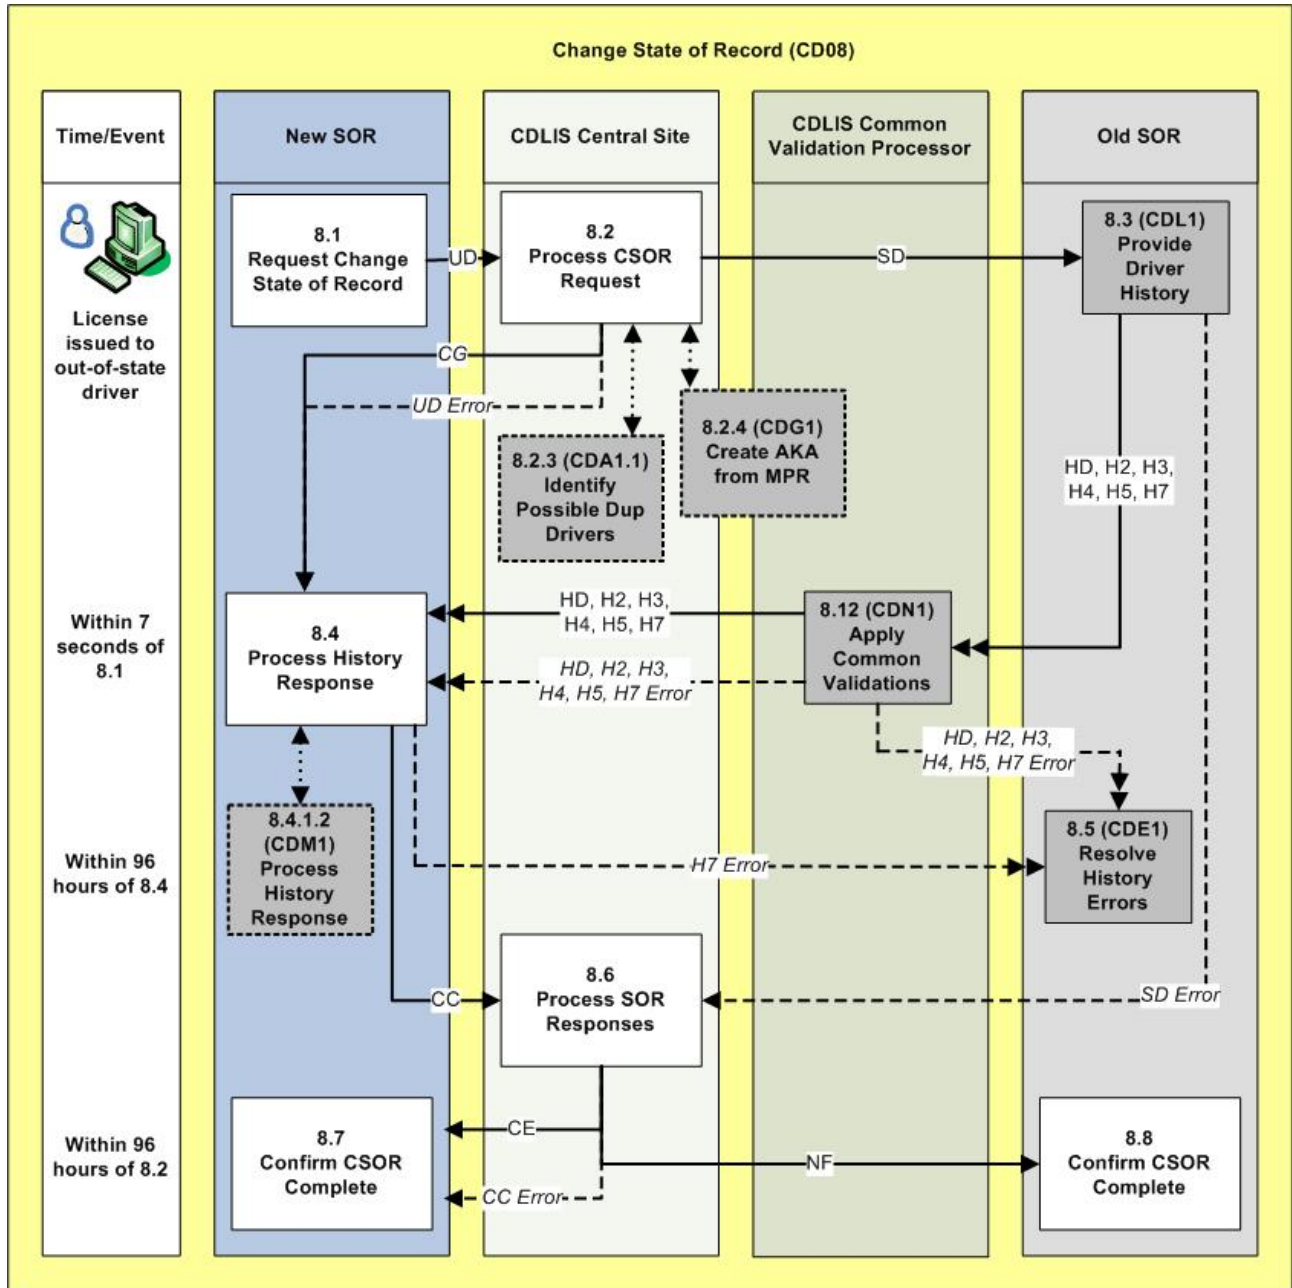 Change State of Record (CD08)
Time/Event
New SOR
CDLIS Central Site
CDLIS Common
Validation Processor
Old SOR
License
issued to
out-of-state
driver
8.1
Request Change
State of Record
UD
8.2
Process CSOR
Request
SD
8.3 (CDL1)
Provide
Driver
History
CG
UD Error
8.2.3 (CDA1.1)
Identify
Possible Dup
Drivers
8.2.4 (CDG1)
Create AKA
from MPR
HD, H2, H3,
H4, H5, H7
Within 7
seconds of
8.1
8.4
Process History
Response
HD, H2, H3,
H4, H5, H7
HD, H2, H3,
H4, H5, H7 Error
8.12 (CDN1)
Apply
Common
Validations
HD, H2, H3,
H4, H5, H7 Error
Within 96
hours of 8.4
8.4.1.2
(CDM1)
Process
History
Response
H7 Error
8.5 (CDE1)
Resolve
History
Errors
CC
8.6
Process SOR
Responses
SD Error
Within 96
hours of 8.2
8.7
Confirm CSOR
Complete
CE
CC Error
NF
8.8
Confirm CSOR
Complete